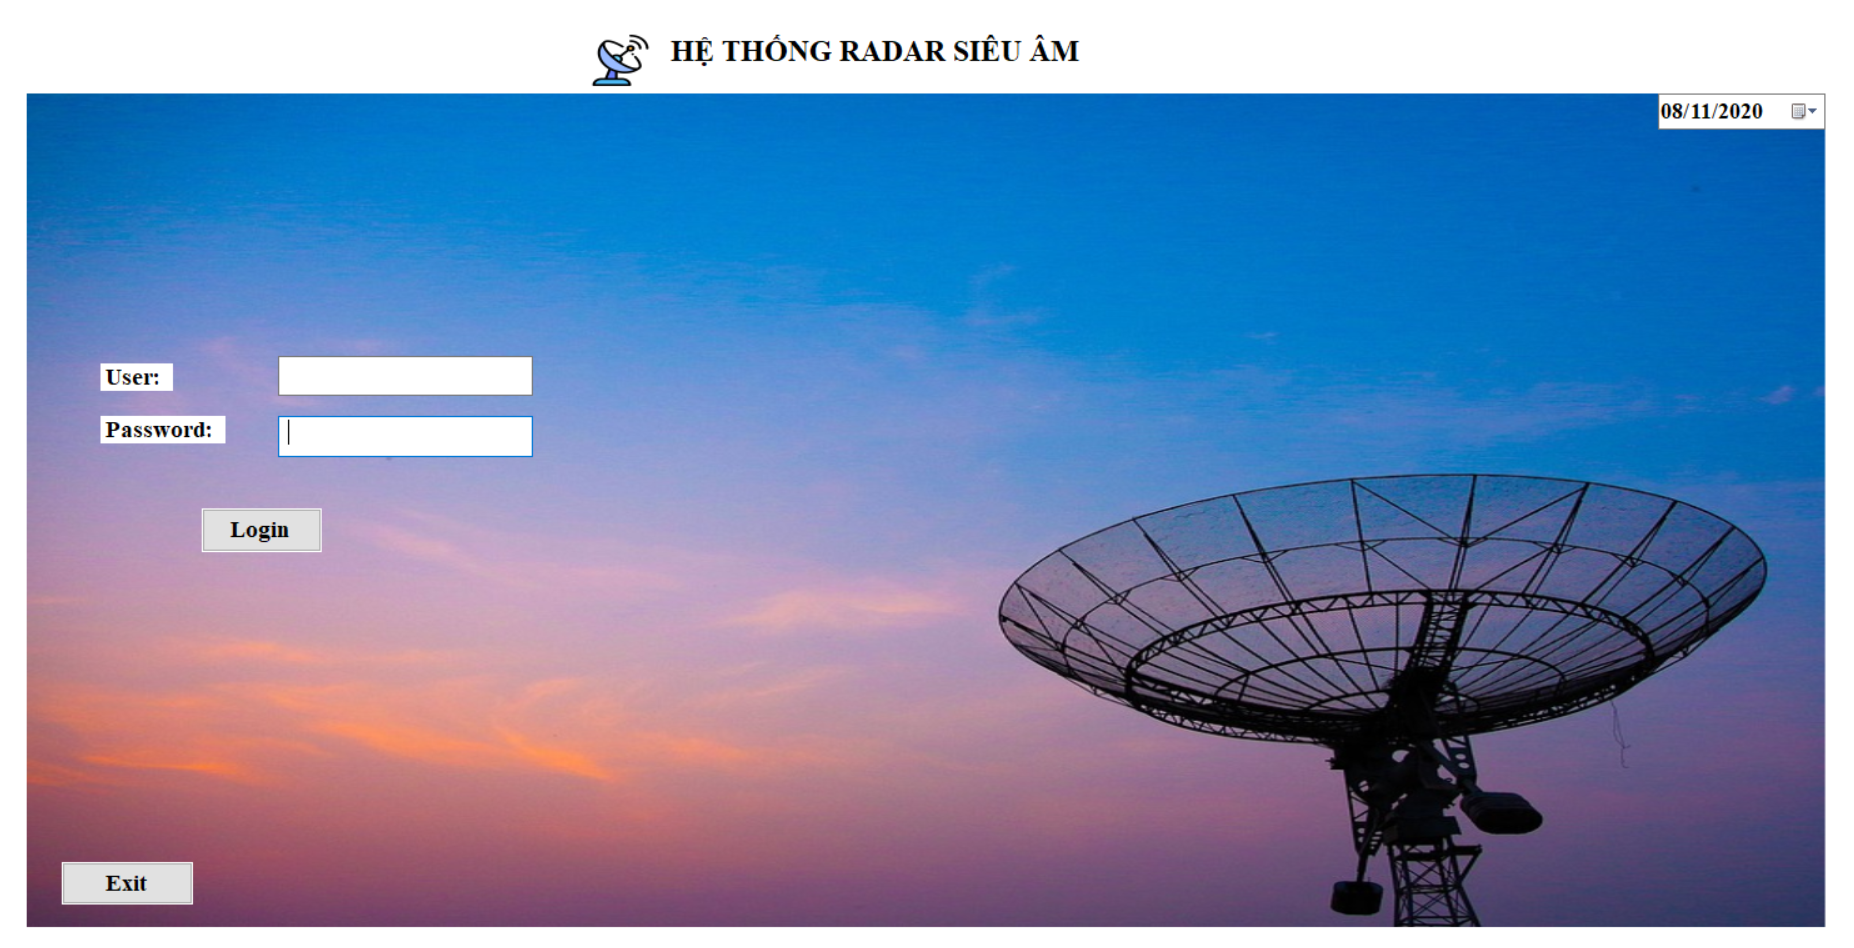 HỆ THỐNG RADAR SIÊU ÂM
08/11/2020
User:
Password:
Login
Exit